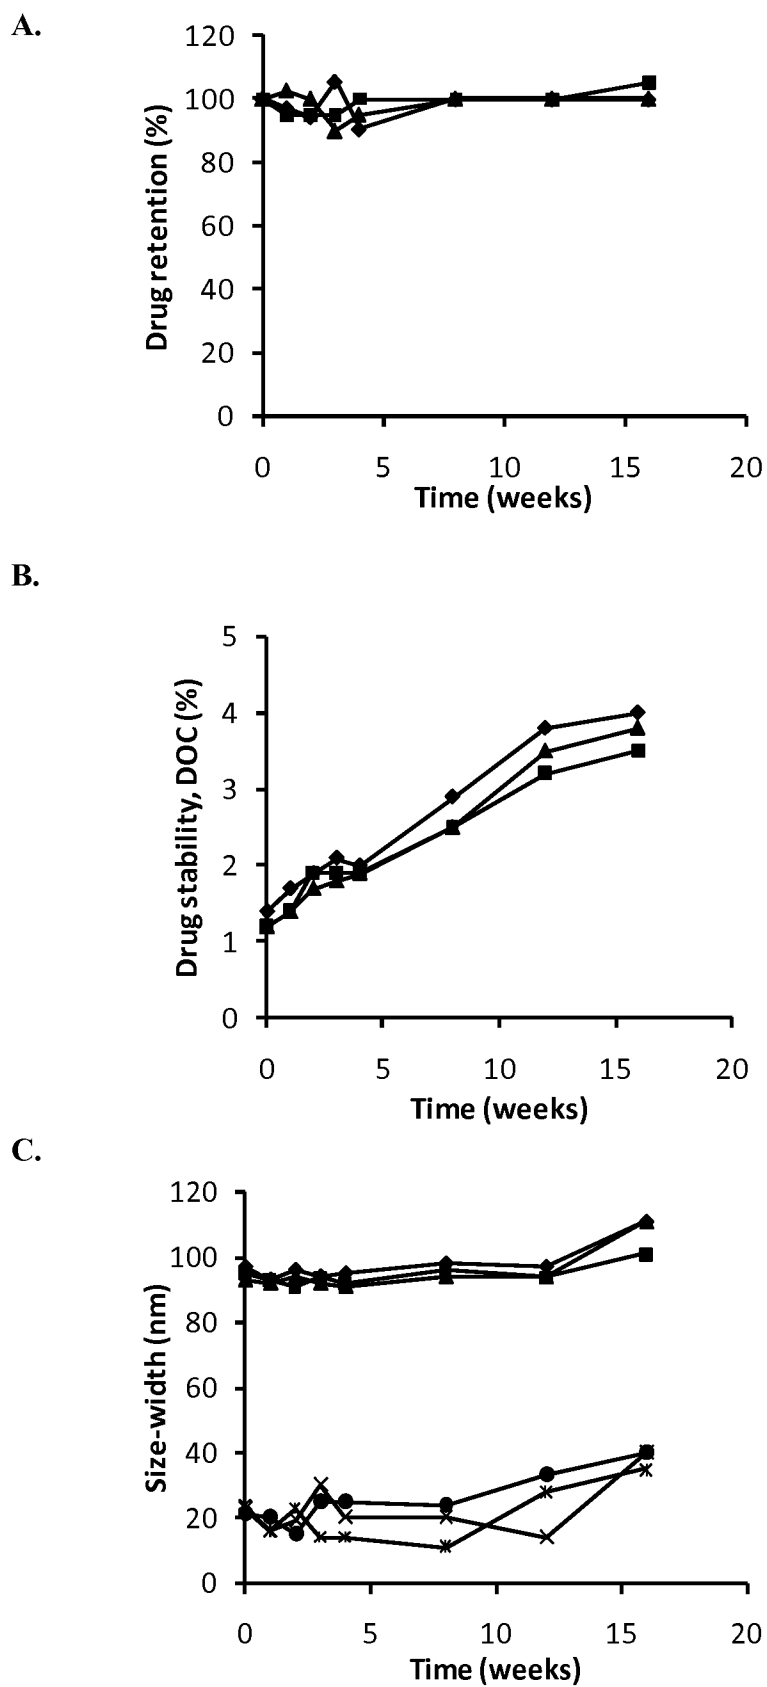 A.
120
100
80
60
40
20
0
0 5 10 15 20
Drug retention (%)
Time (weeks)
B.
5
4
3
2
1
0
0 5 10 15 20
Drug stability, DOC (%)
Time (weeks)
C.
120
100
80
60
40
20
0
0 5 10 15 20
Size-width (nm)
Time (weeks)